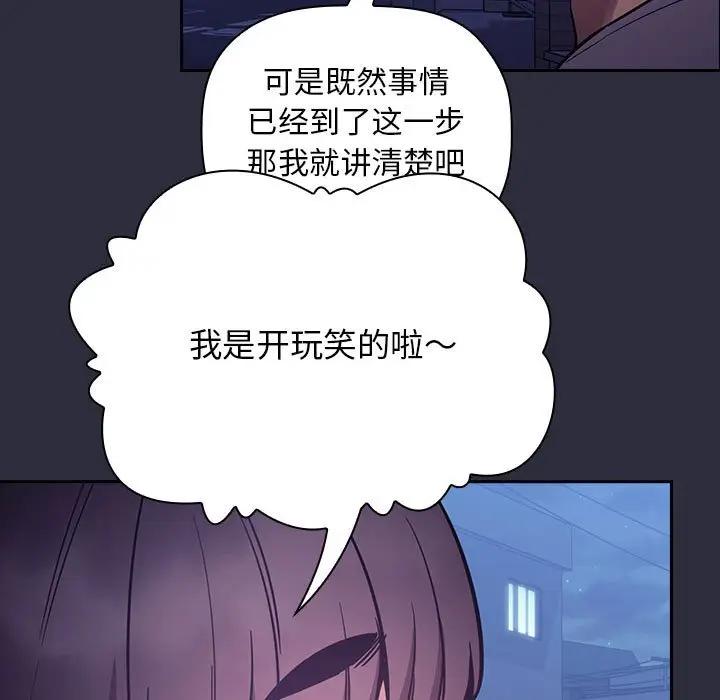 可是既然事情
已经到了这一步
那我就讲清楚吧
我是开玩笑的啦～